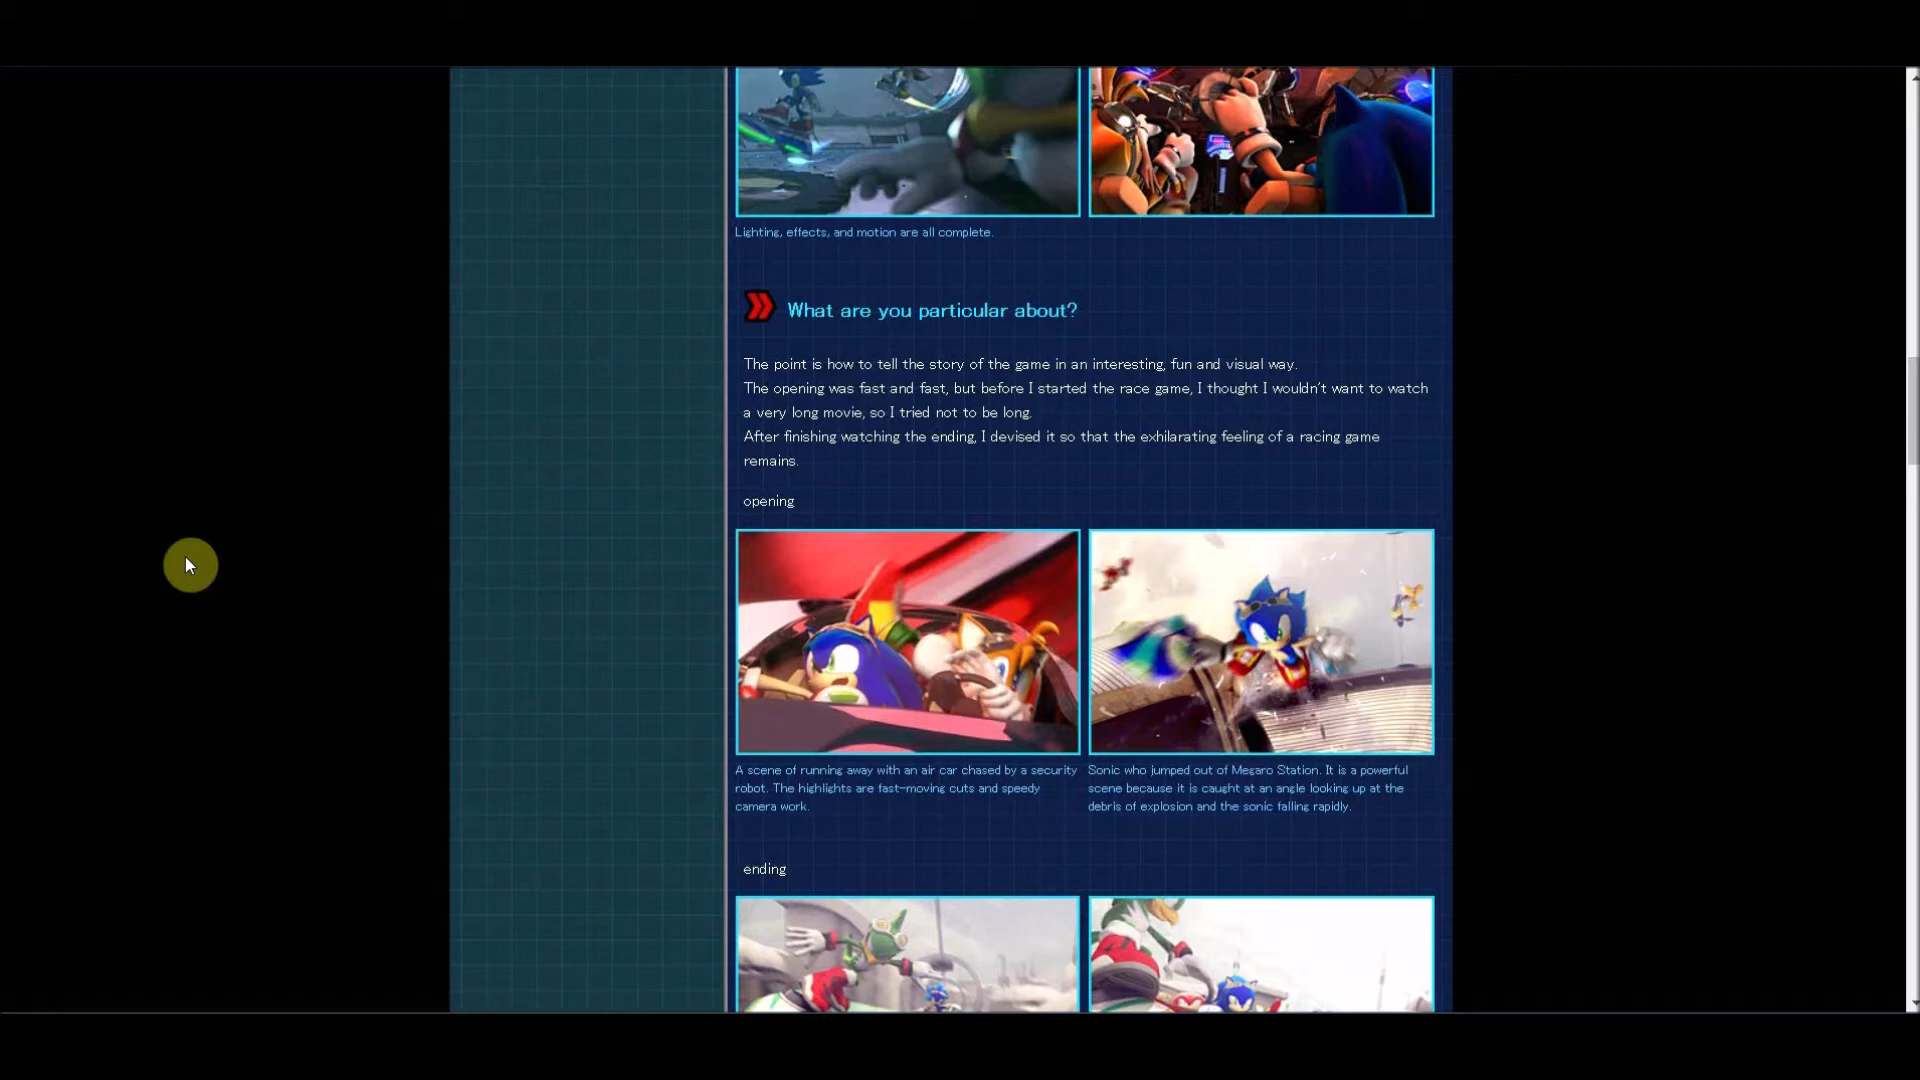 Lighting, effects, and motion are all complete.
What are you particular about?
The point is how to tell the story of the game in an interesting, fun and visual way.
The opening was fast and fast, but before I started the race game, I thought I wouldn't want to watch
a very long movie, so I tried not to be long.
After finishing watching the ending, I devised it so that the exhilarating feeling of a racing game
remains.
opening
A scene of running away with an air car chased by a security
robot. The highlights are fast-moving cuts and speedy
camera work.
Sonic who jumped out of Megaro Station. It is a powerful
scene because it is caught at an angle looking up at the
debris of explosion and the sonic falling rapidly.
ending